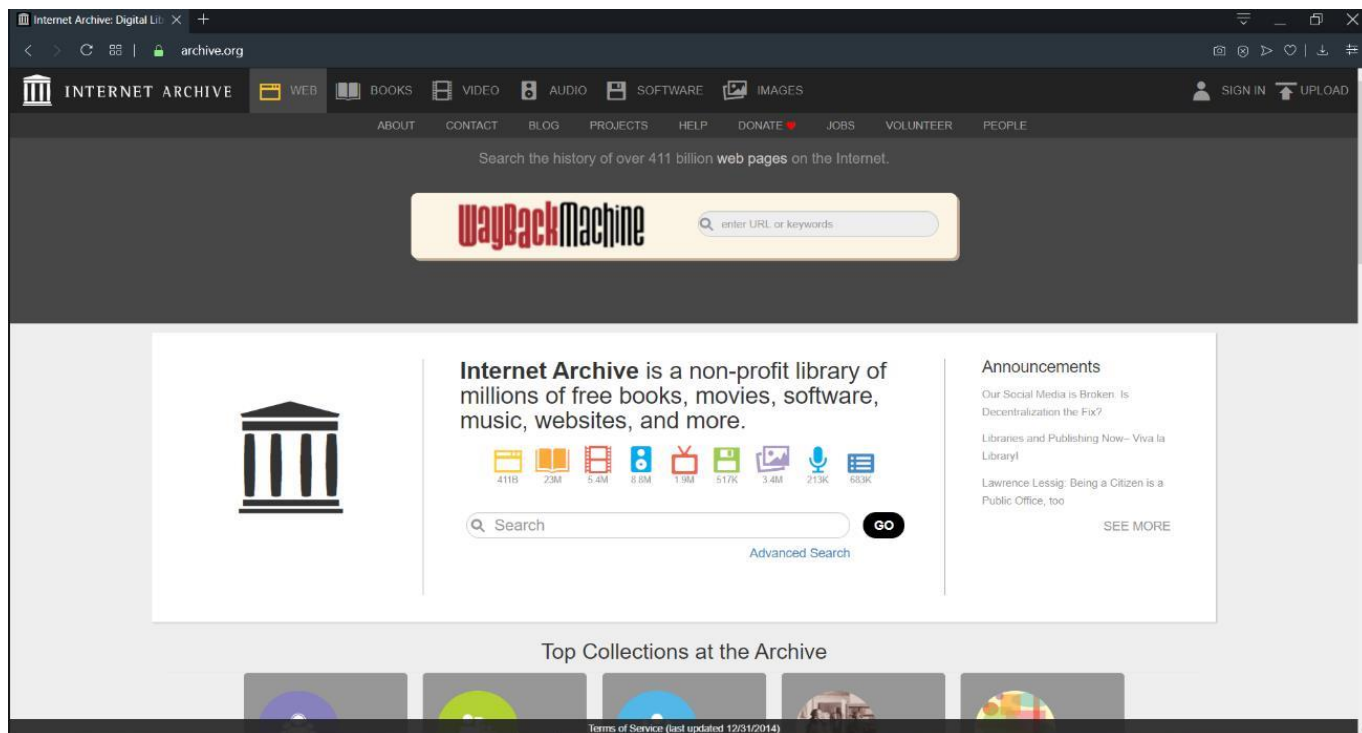 Internet Archive: Digital Lib
archive.org
INTERNET ARCHIVE WEB BOOKS VIDEO AUDIO SOFTWARE IMAGES SIGN IN UPLOAD
ABOUT CONTACT BLOG PROJECTS HELP DONATE JOBS VOLUNTEER PEOPLE
Search the history of over 411 billion web pages on the Internet.
WayBackMachine enter URL or keywords
Internet Archive is a non-profit library of
millions of free books, movies, software,
music, websites, and more.
411B 23M 5.4M 8.8M 1.9M 517K 3.4M 213K 683K
Search GO
Advanced Search
Announcements
Our Social Media is Broken. Is
Decentralization the Fix?
Libraries and Publishing Now– Viva la
Library!
Lawrence Lessig: Being a Citizen is a
Public Office, too
SEE MORE
Top Collections at the Archive
Terms of Service (last updated 12/31/2014)